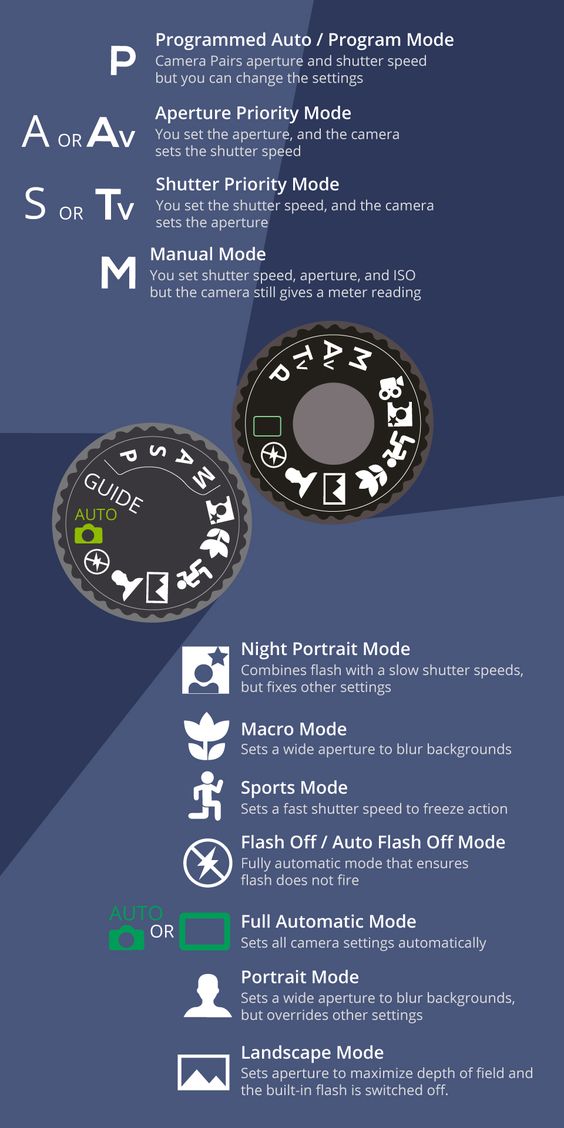 P
Programmed Auto / Program Mode
Camera Pairs aperture and shutter speed
but you can change the settings
A OR Av
Aperture Priority Mode
You set the aperture, and the camera
sets the shutter speed
S OR Tv
Shutter Priority Mode
You set the shutter speed, and the camera
sets the aperture
M
Manual Mode
You set shutter speed, aperture, and ISO
but the camera still gives a meter reading
P Tv Av M
P S A M
GUIDE
AUTO
Night Portrait Mode
Combines flash with a slow shutter speeds,
but fixes other settings
Macro Mode
Sets a wide aperture to blur backgrounds
Sports Mode
Sets a fast shutter speed to freeze action
Flash Off / Auto Flash Off Mode
Fully automatic mode that ensures
flash does not fire
AUTO
OR
Full Automatic Mode
Sets all camera settings automatically
Portrait Mode
Sets a wide aperture to blur backgrounds,
but overrides other settings
Landscape Mode
Sets aperture to maximize depth of field and
the built-in flash is switched off.